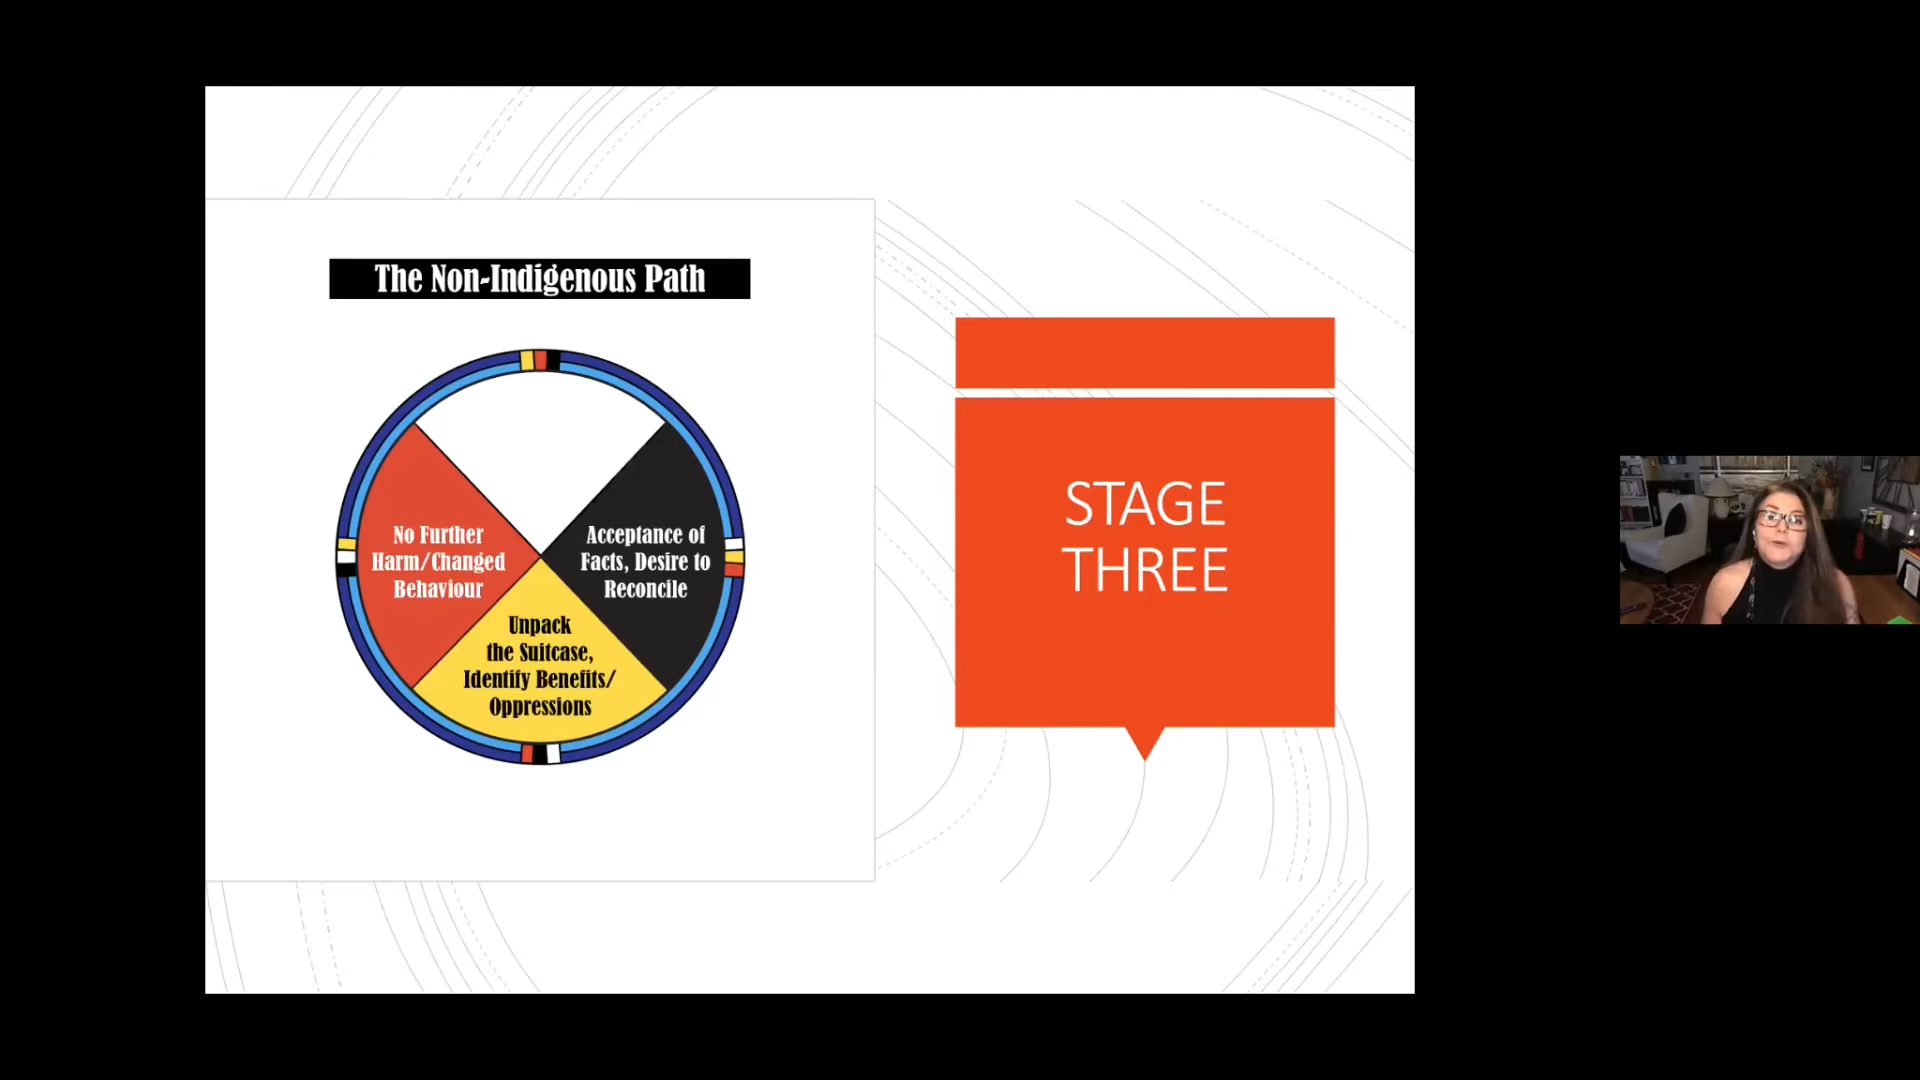 The Non-Indigenous Path
No Further
Harm/Changed
Behaviour
Acceptance of
Facts, Desire to
Reconcile
Unpack
the Suitcase,
Identify Benefits/
Oppressions
STAGE
THREE